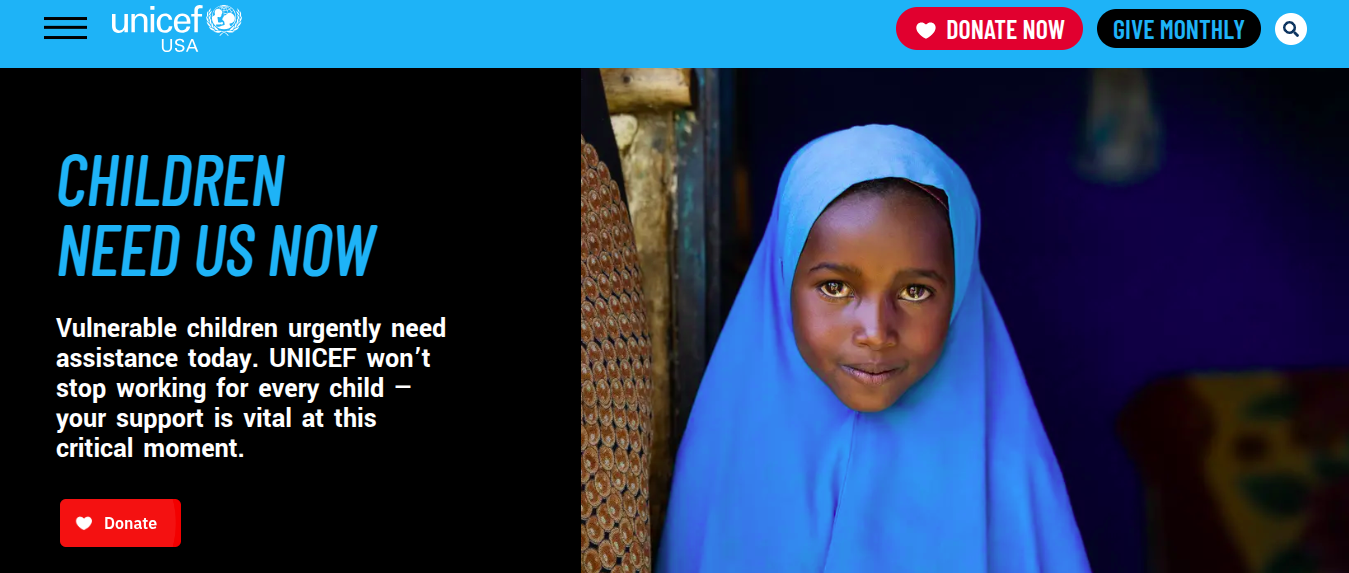 unicef
USA
DONATE NOW
GIVE MONTHLY
CHILDREN
NEED US NOW
Vulnerable children urgently need
assistance today. UNICEF won't
stop working for every child —
your support is vital at this
critical moment.
Donate